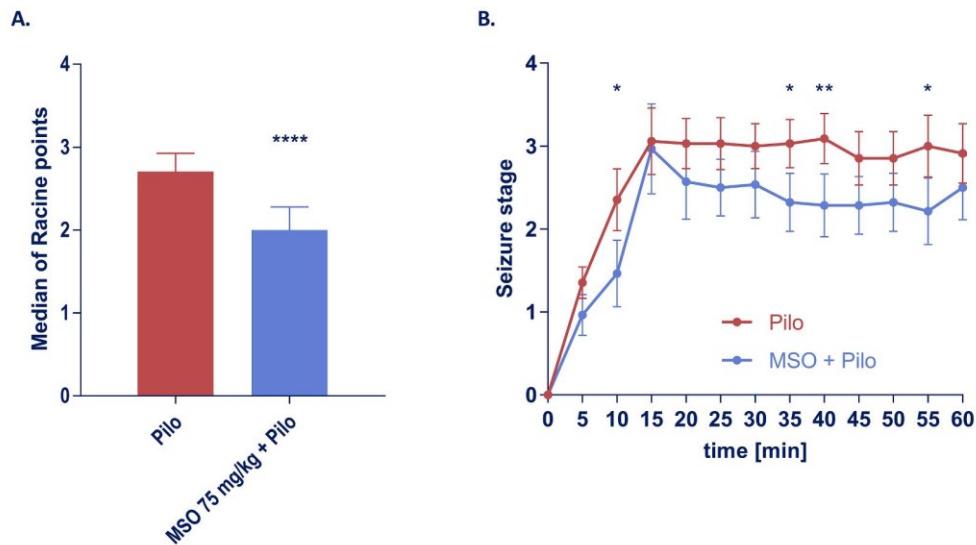 A.
Median of Racine points
4
3
2
1
0
****
Pilo
MSO 75 mg/kg + Pilo
B.
Seizure stage
4
3
2
1
0
*
*
**
*
Pilo
MSO + Pilo
0 5 10 15 20 25 30 35 40 45 50 55 60
time [min]